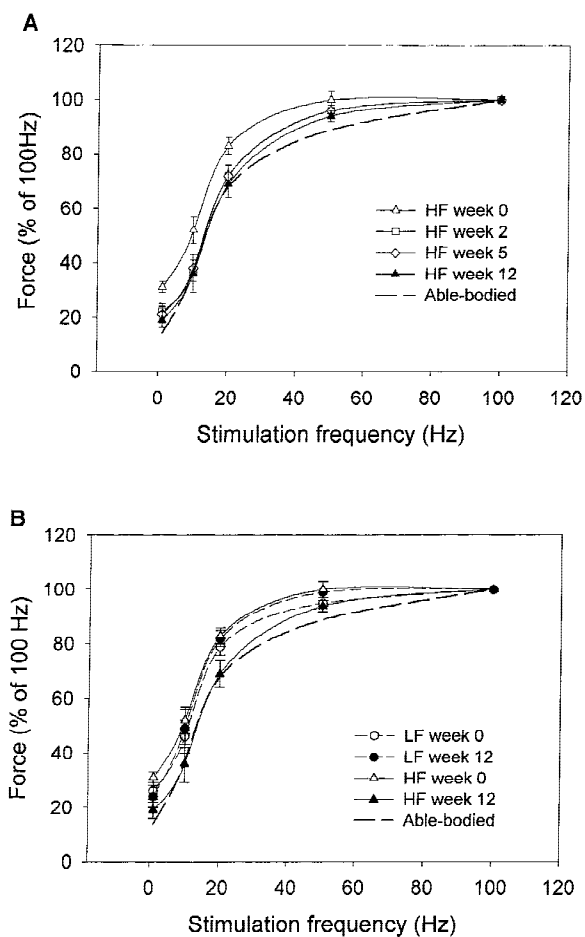 A
120
100
80
60
40
20
0
Force (% of 100Hz)
HF week 0
HF week 2
HF week 5
HF week 12
Able-bodied
0 20 40 60 80 100 120
Stimulation frequency (Hz)
B
120
100
80
60
40
20
0
Force (% of 100 Hz)
LF week 0
LF week 12
HF week 0
HF week 12
Able-bodied
0 20 40 60 80 100 120
Stimulation frequency (Hz)